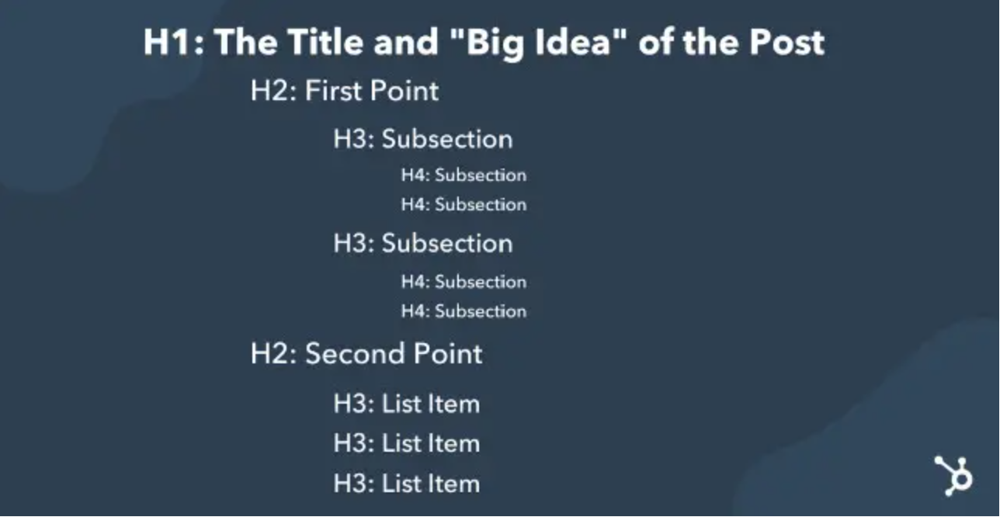 H1: The Title and "Big Idea" of the Post
H2: First Point
H3: Subsection
H4: Subsection
H4: Subsection
H3: Subsection
H4: Subsection
H4: Subsection
H2: Second Point
H3: List Item
H3: List Item
H3: List Item